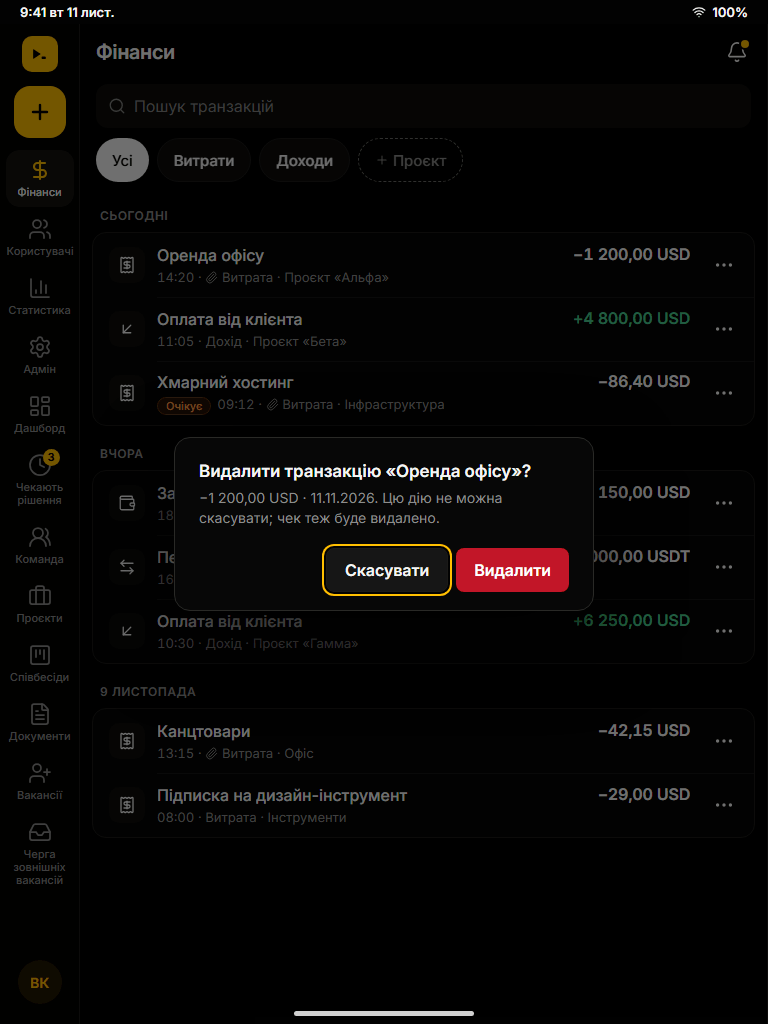 9:41 вт 11 лист.
100%
Фінанси
Пошук транзакцій
Усі
Витрати
Доходи
+ Проєкт
Фінанси
Користувачі
Статистика
Адмін
Дашборд
3
Чекають
рішення
Команда
Проєкти
Співбесіди
Документи
Вакансії
Черга
зовнішніх
вакансій
ВК
СЬОГОДНІ
Оренда офісу
−1 200,00 USD
14:20 · Витрата · Проєкт «Альфа»
Оплата від клієнта
+4 800,00 USD
11:05 · Дохід · Проєкт «Бета»
Хмарний хостинг
−86,40 USD
Очікує 09:12 · Витрата · Інфраструктура
ВЧОРА
150,00 USD
000,00 USDT
Видалити транзакцію «Оренда офісу»?
−1 200,00 USD · 11.11.2026. Цю дію не можна
скасувати; чек теж буде видалено.
Скасувати
Видалити
Оплата від клієнта
+6 250,00 USD
10:30 · Дохід · Проєкт «Гамма»
9 ЛИСТОПАДА
Канцтовари
−42,15 USD
13:15 · Витрата · Офіс
Підписка на дизайн-інструмент
−29,00 USD
08:00 · Витрата · Інструменти